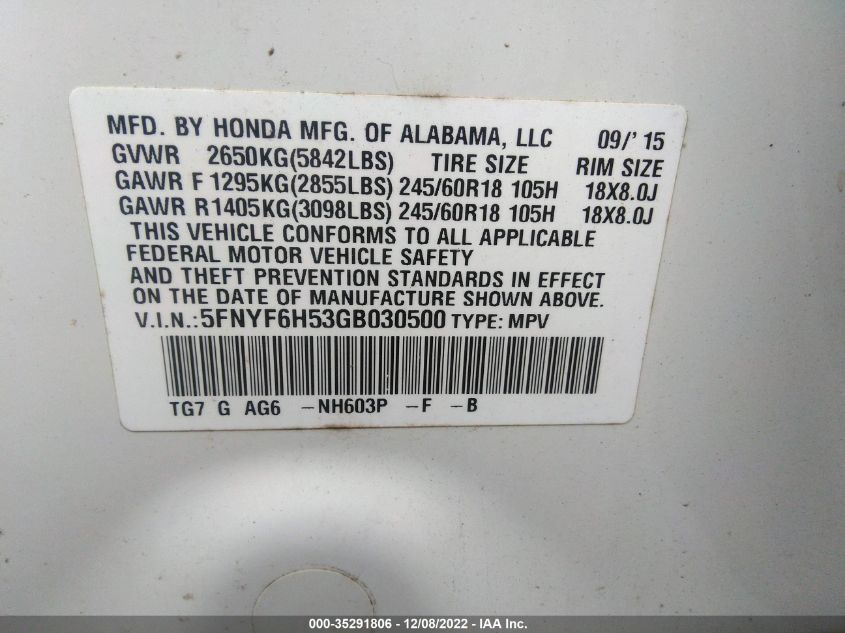 MFD. BY HONDA MFG. OF ALABAMA, LLC 09/'15
GVWR 2650KG(5842LBS) TIRE SIZE RIM SIZE
GAWR F 1295KG(2855LBS) 245/60R18 105H 18X8.0J
GAWR R 1405KG(3098LBS) 245/60R18 105H 18X8.0J
THIS VEHICLE CONFORMS TO ALL APPLICABLE
FEDERAL MOTOR VEHICLE SAFETY
AND THEFT PREVENTION STANDARDS IN EFFECT
ON THE DATE OF MANUFACTURE SHOWN ABOVE.
V.I.N.:5FNYF6H53GB030500 TYPE: MPV
TG7 G AG6 -NH603P -F -B
000-35291806 - 12/08/2022 - IAA Inc.